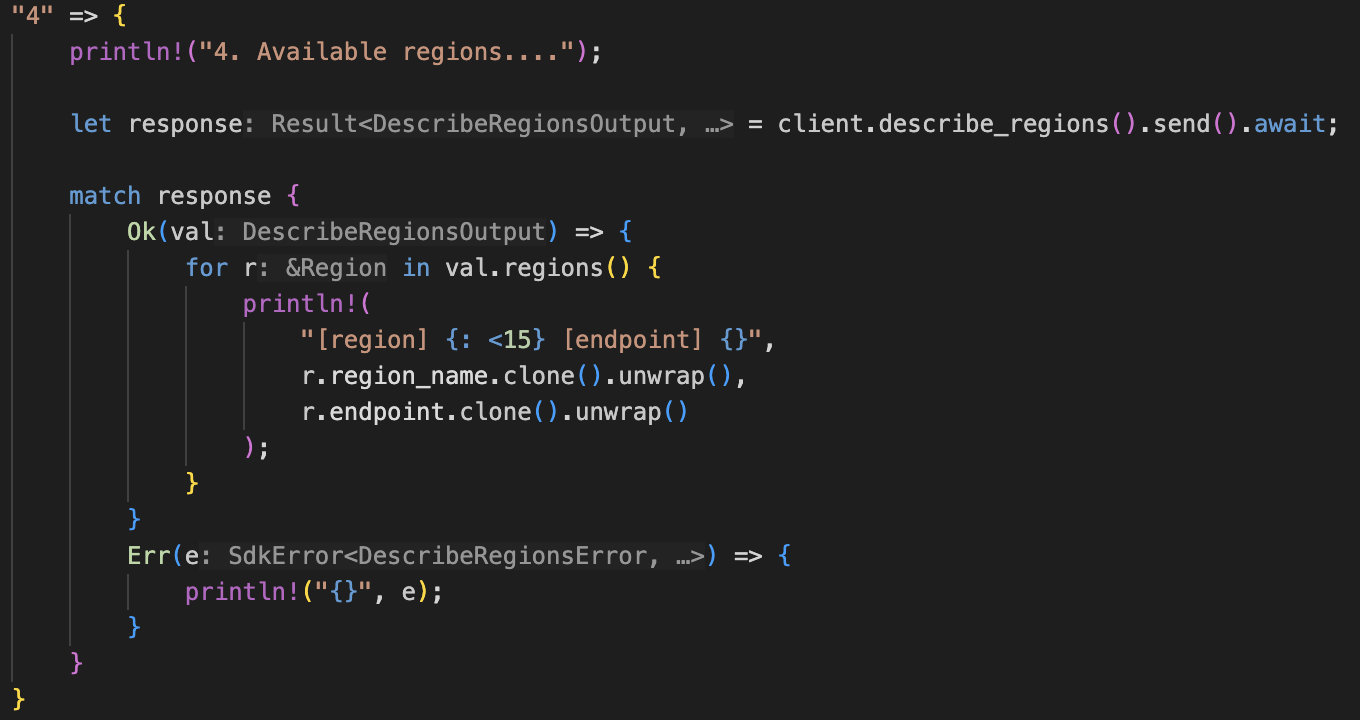 "4" => {
    println!("4. Available regions....");

    let response: Result<DescribeRegionsOutput, …> = client.describe_regions().send().await;

    match response {
        Ok(val: DescribeRegionsOutput) => {
            for r: &Region in val.regions() {
                println!(
                    "[region] {: <15} [endpoint] {}",
                    r.region_name.clone().unwrap(),
                    r.endpoint.clone().unwrap()
                );
            }
        }
        Err(e: SdkError<DescribeRegionsError, …>) => {
            println!("{}", e);
        }
    }
}